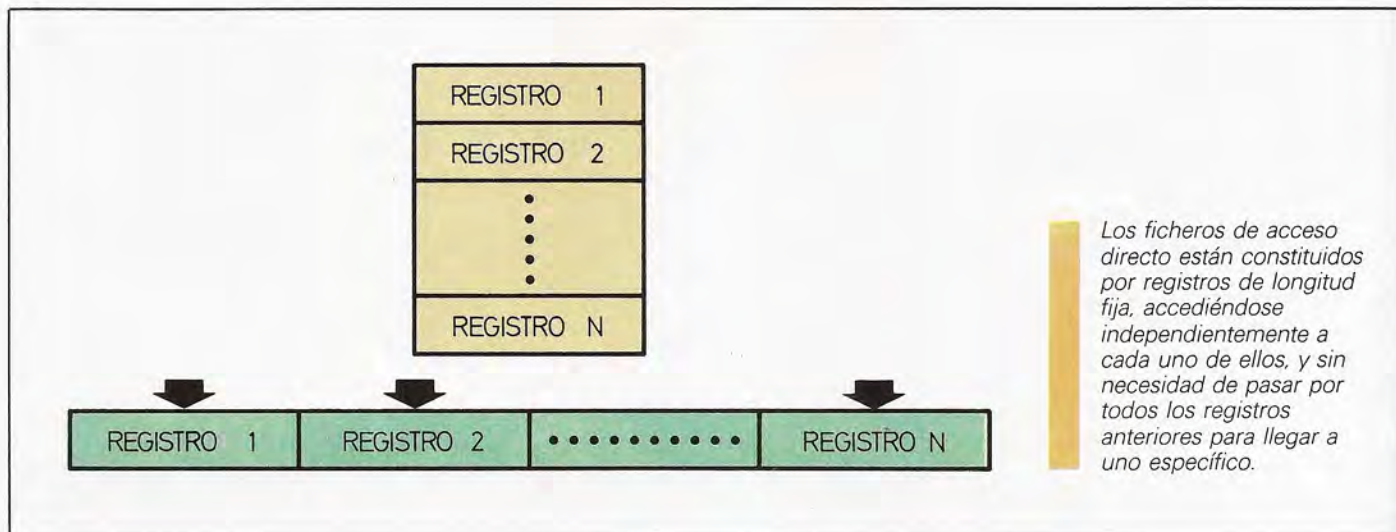 REGISTRO 1
REGISTRO 2
REGISTRO N
REGISTRO 1 REGISTRO 2 REGISTRO N
Los ficheros de acceso
directo están constituidos
por registros de longitud
fija, accediéndose
independientemente a
cada uno de ellos, y sin
necesidad de pasar por
todos los registros
anteriores para llegar a
uno específico.